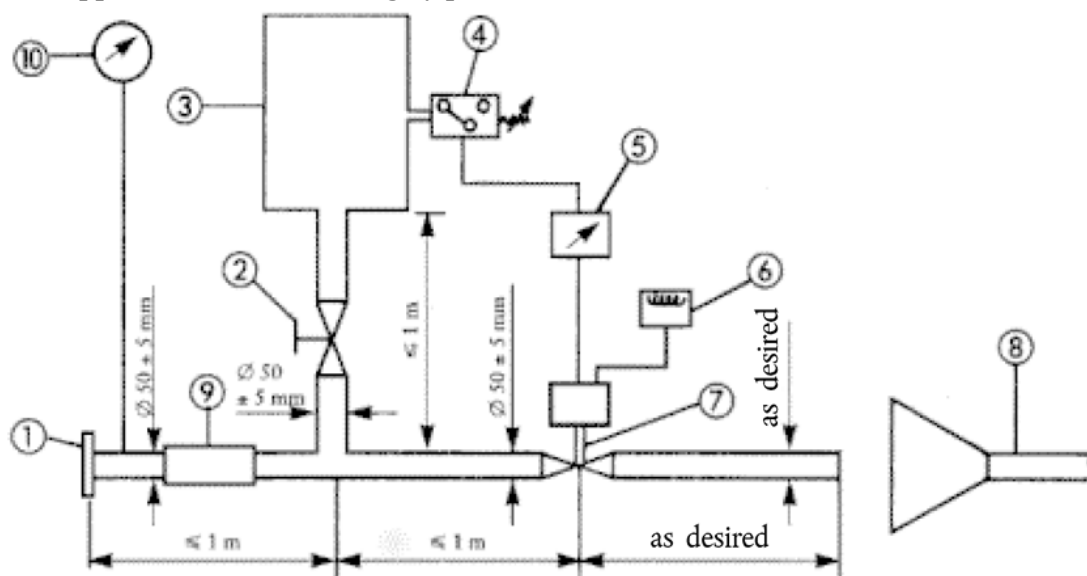 10
4
3
5
2
6
≤ 1 m
Ø 50 ± 5 mm
Ø 50 ± 5 mm
as desired
Ø 50
± 5 mm
9
7
8
1
≤ 1 m
≤ 1 m
as desired